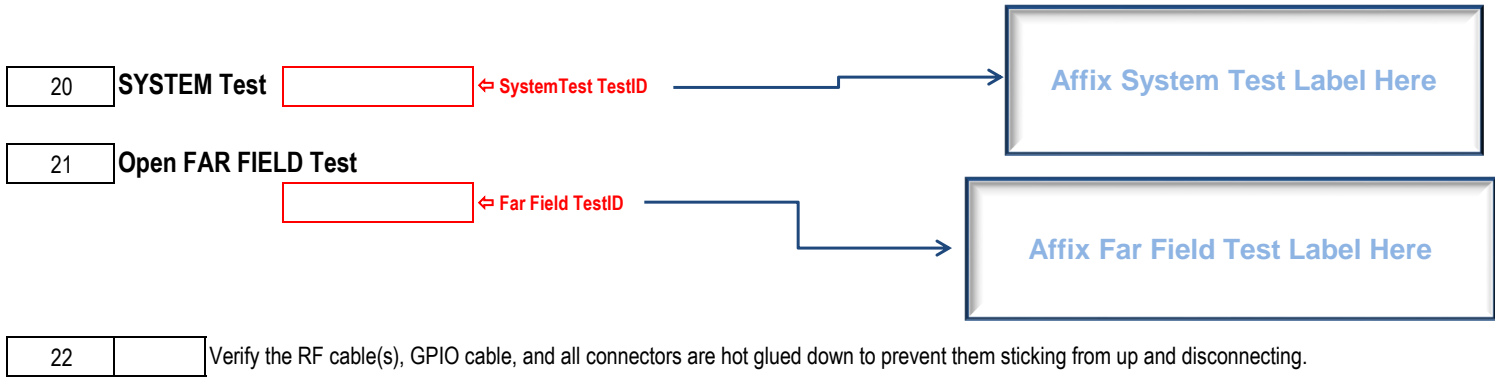 20 SYSTEM Test ⇦ SystemTest TestID Affix System Test Label Here
21 Open FAR FIELD Test
⇦ Far Field TestID
Affix Far Field Test Label Here
22 Verify the RF cable(s), GPIO cable, and all connectors are hot glued down to prevent them sticking from up and disconnecting.